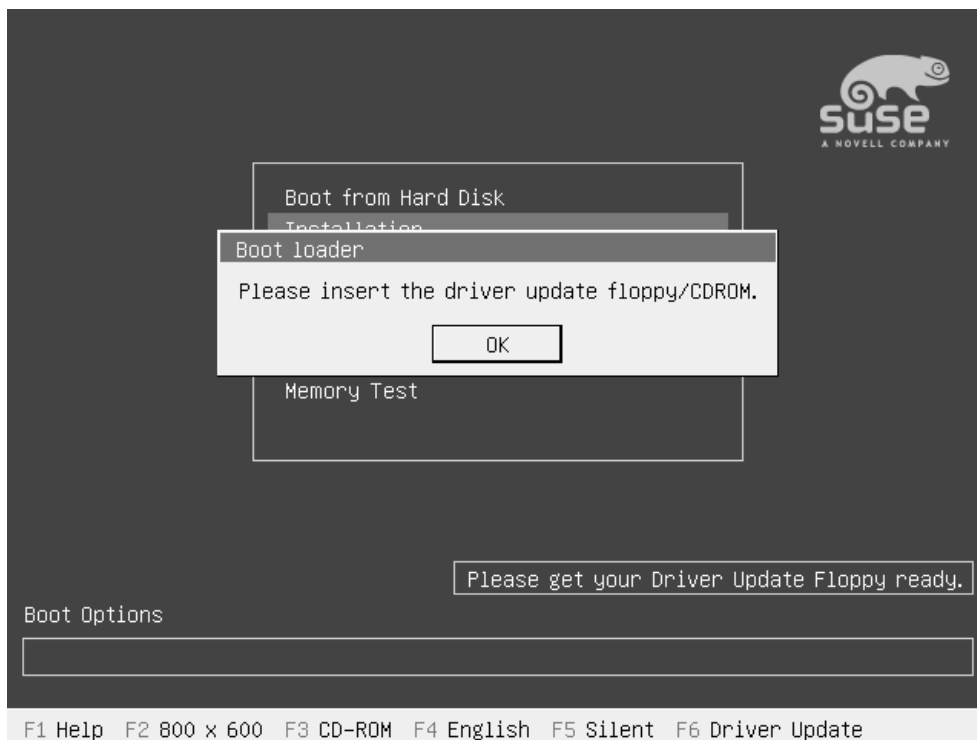 SUSE
A NOVELL COMPANY
Boot from Hard Disk
Installation
Boot loader
Please insert the driver update floppy/CDROM.
OK
Memory Test
Please get your Driver Update Floppy ready.
Boot Options
F1 Help F2 800 x 600 F3 CD-ROM F4 English F5 Silent F6 Driver Update